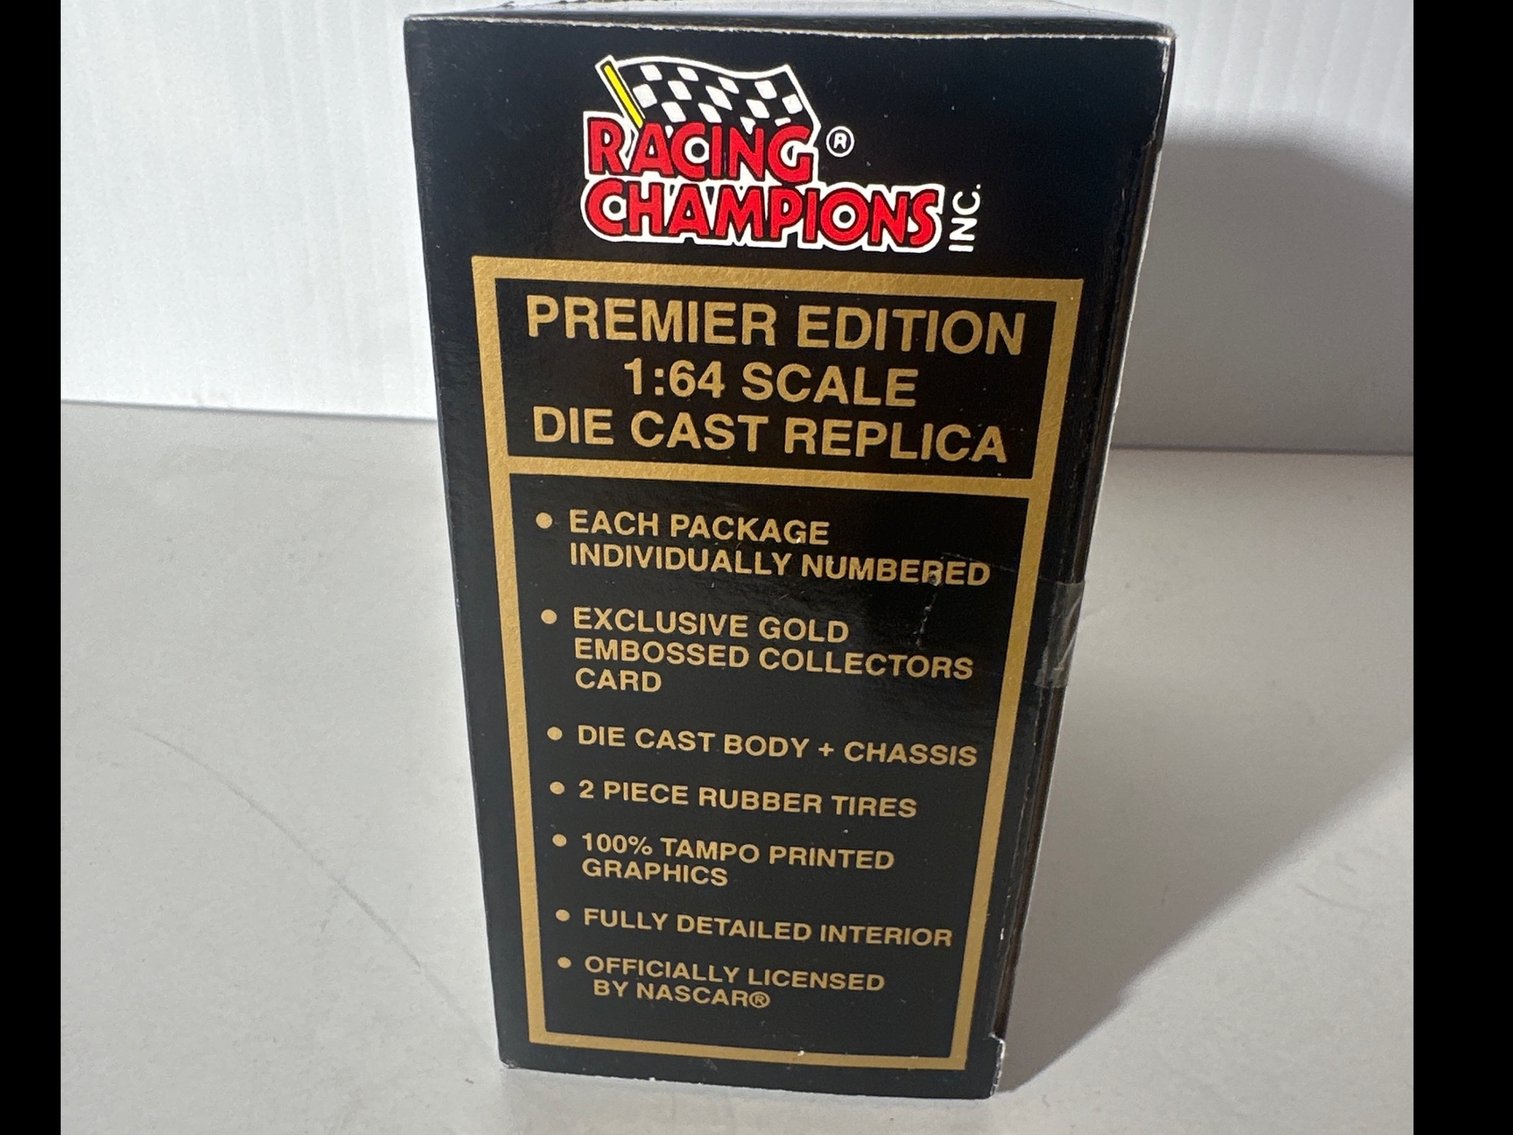 RACING ®
CHAMPIONS INC.
PREMIER EDITION
1:64 SCALE
DIE CAST REPLICA
• EACH PACKAGE
INDIVIDUALLY NUMBERED
• EXCLUSIVE GOLD
EMBOSSED COLLECTORS
CARD
• DIE CAST BODY + CHASSIS
• 2 PIECE RUBBER TIRES
• 100% TAMPO PRINTED
GRAPHICS
• FULLY DETAILED INTERIOR
• OFFICIALLY LICENSED
BY NASCAR®